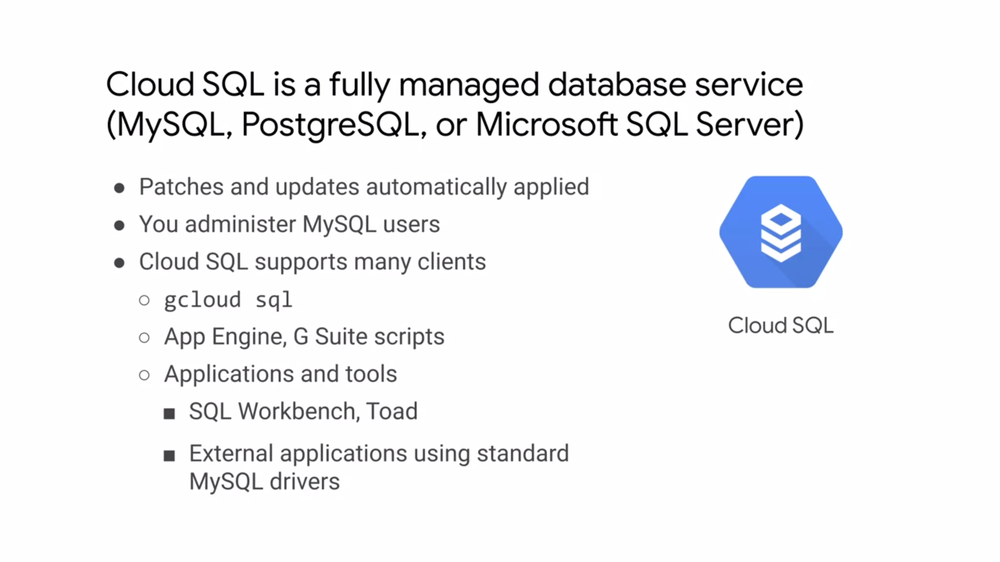 Cloud SQL is a fully managed database service
(MySQL, PostgreSQL, or Microsoft SQL Server)
● Patches and updates automatically applied
● You administer MySQL users
● Cloud SQL supports many clients
○ gcloud sql
○ App Engine, G Suite scripts
○ Applications and tools
■ SQL Workbench, Toad
■ External applications using standard
MySQL drivers
Cloud SQL